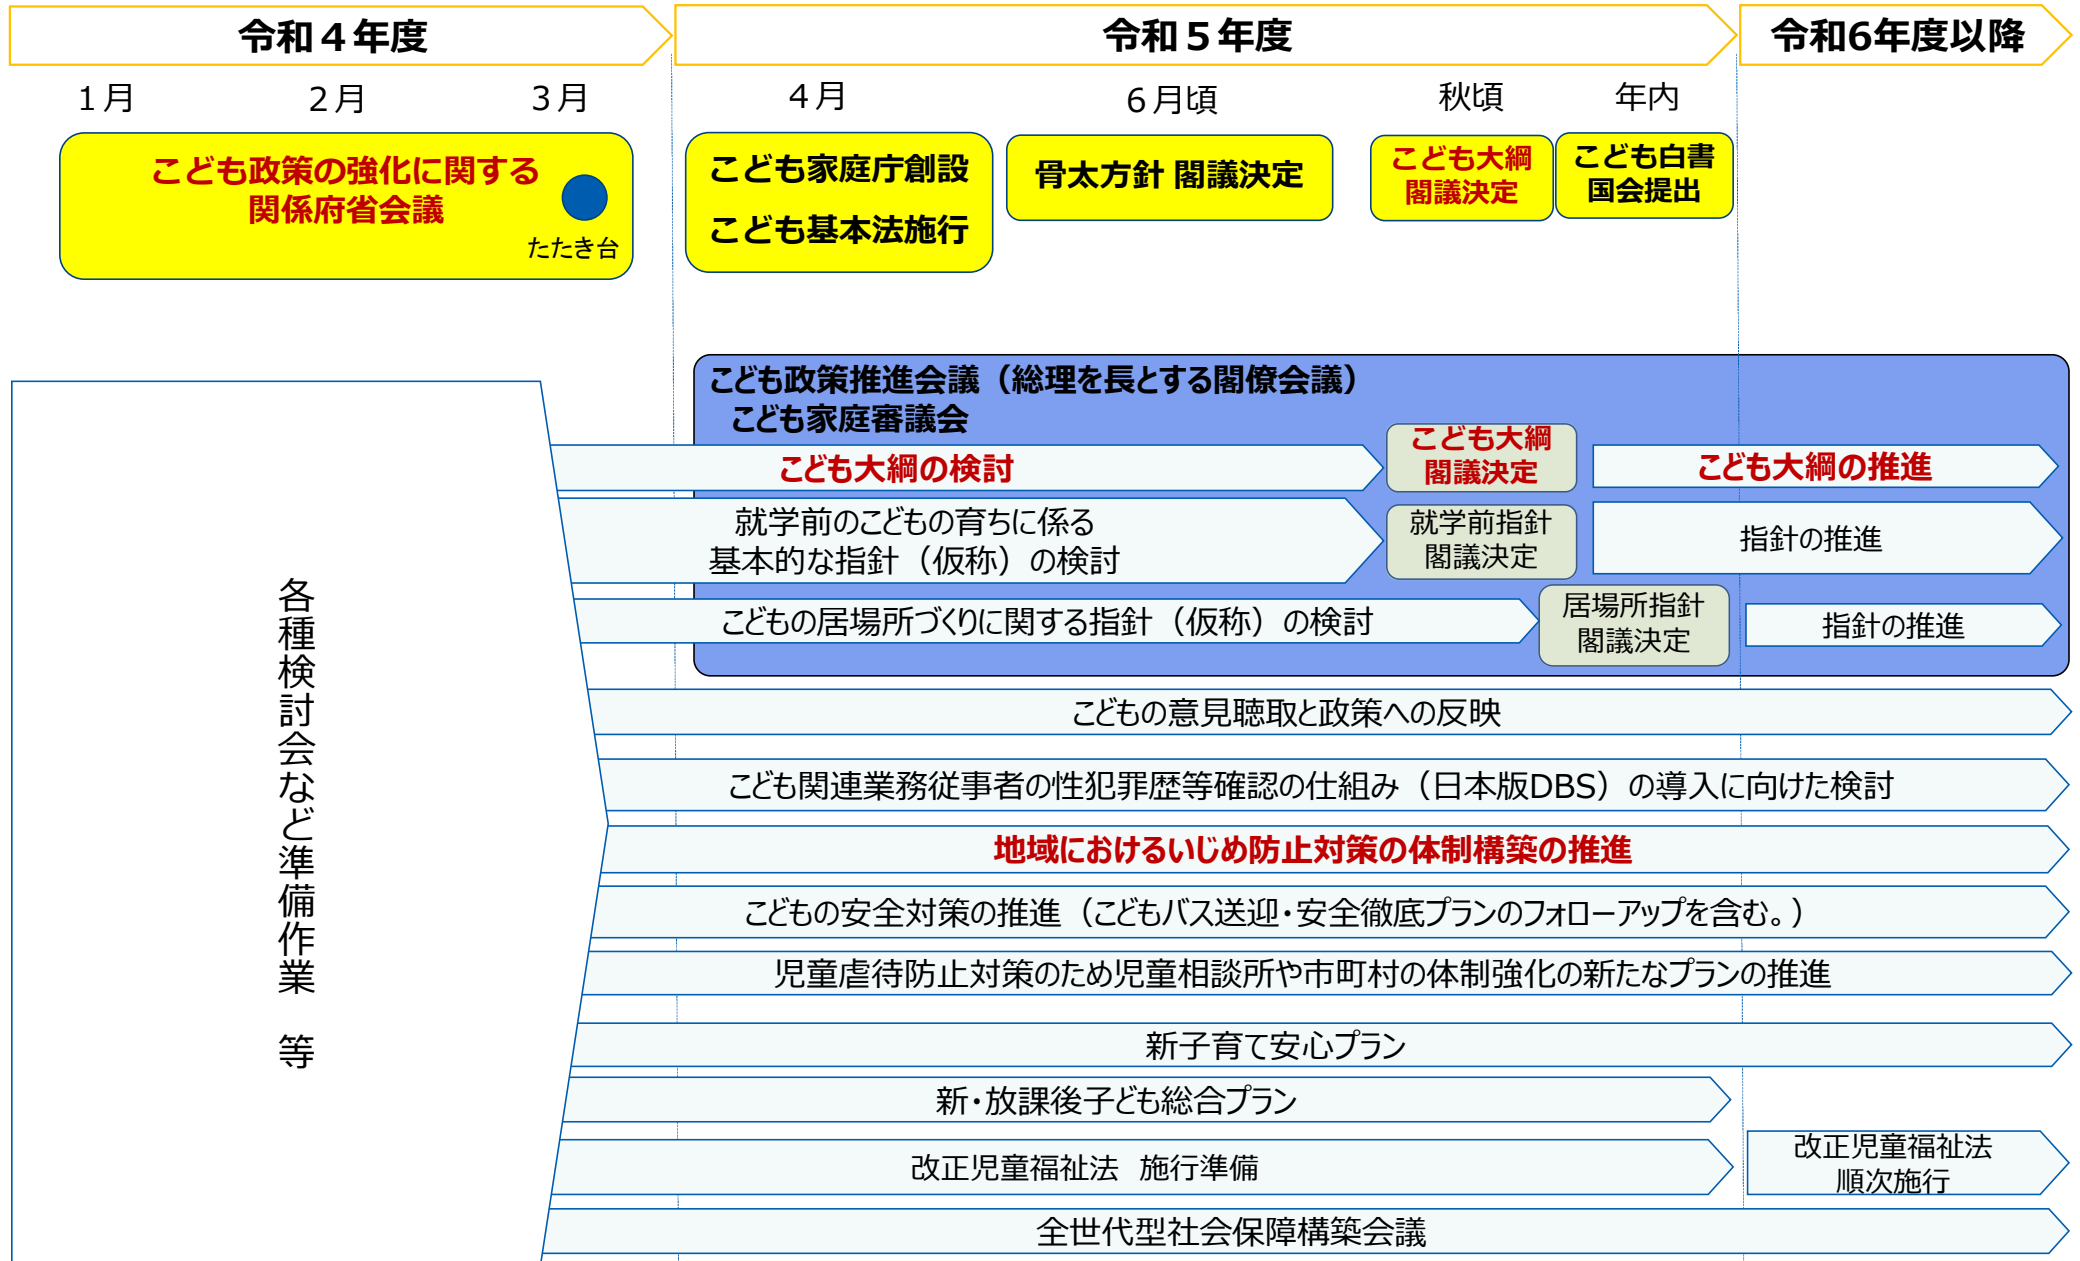 令和４年度
令和５年度
令和6年度以降
１月
２月
３月
４月
６月頃
秋頃
年内
こども政策の強化に関する
関係府省会議
たたき台
こども家庭庁創設
こども基本法施行
骨太方針 閣議決定
こども大綱
閣議決定
こども白書
国会提出
各種検討会など準備作業　等
こども政策推進会議（総理を長とする閣僚会議）
こども家庭審議会
こども大綱の検討
こども大綱
閣議決定
こども大綱の推進
就学前のこどもの育ちに係る
基本的な指針（仮称）の検討
就学前指針
閣議決定
指針の推進
こどもの居場所づくりに関する指針（仮称）の検討
居場所指針
閣議決定
指針の推進
こどもの意見聴取と政策への反映
こども関連業務従事者の性犯罪歴等確認の仕組み（日本版DBS）の導入に向けた検討
地域におけるいじめ防止対策の体制構築の推進
こどもの安全対策の推進（こどもバス送迎・安全徹底プランのフォローアップを含む。）
児童虐待防止対策のため児童相談所や市町村の体制強化の新たなプランの推進
新子育て安心プラン
新・放課後子ども総合プラン
改正児童福祉法　施行準備
改正児童福祉法
順次施行
全世代型社会保障構築会議